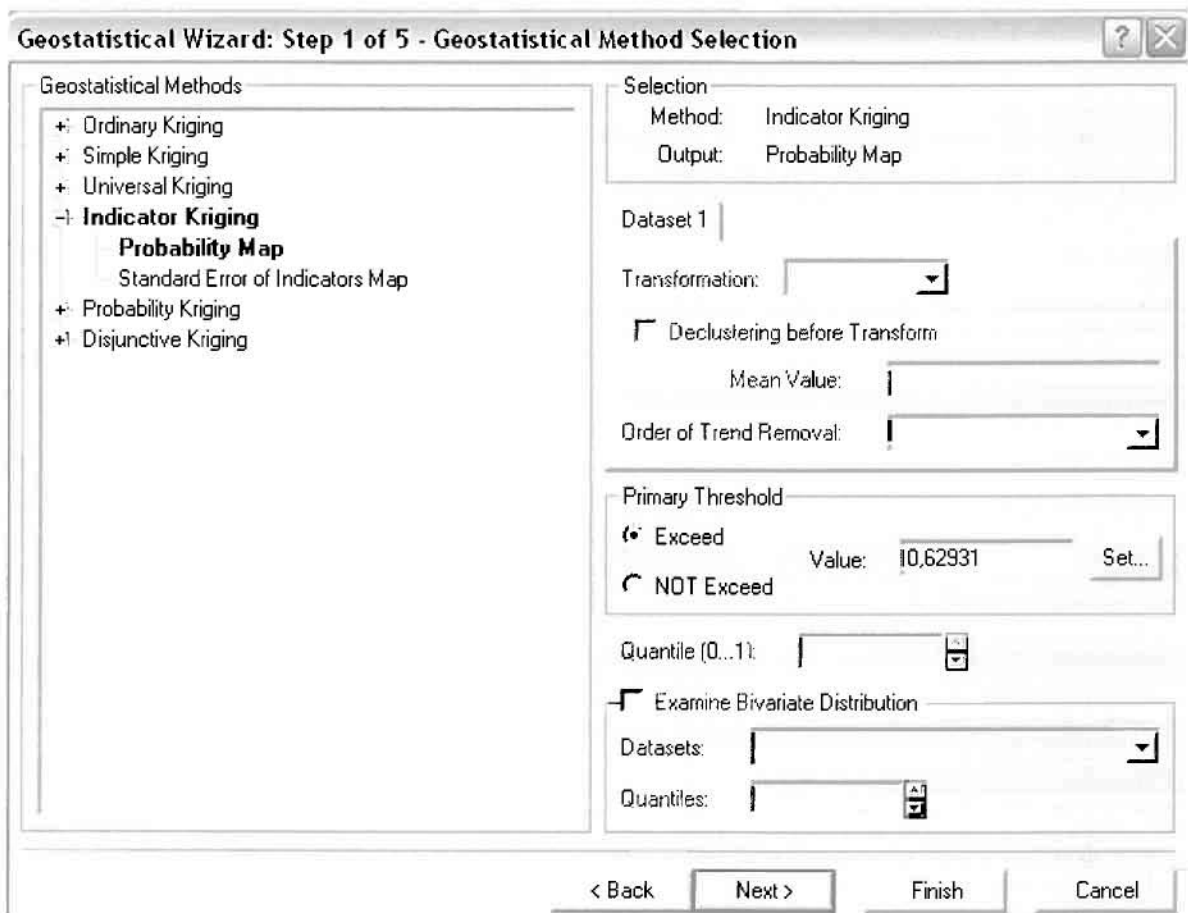 Geostatistical Wizard: Step 1 of 5 - Geostatistical Method Selection
Geostatistical Methods
Ordinary Kriging
Simple Kriging
Universal Kriging
Indicator Kriging
Probability Map
Standard Error of Indicators Map
Probability Kriging
Disjunctive Kriging
Selection
Method: Indicator Kriging
Output: Probability Map
Dataset 1
Transformation:
Declustering before Transform
Mean Value:
Order of Trend Removal:
Primary Threshold
Exceed
Value: 0,62931 Set...
NOT Exceed
Quantile (0...1):
Examine Bivariate Distribution
Datasets:
Quantiles:
< Back Next > Finish Cancel